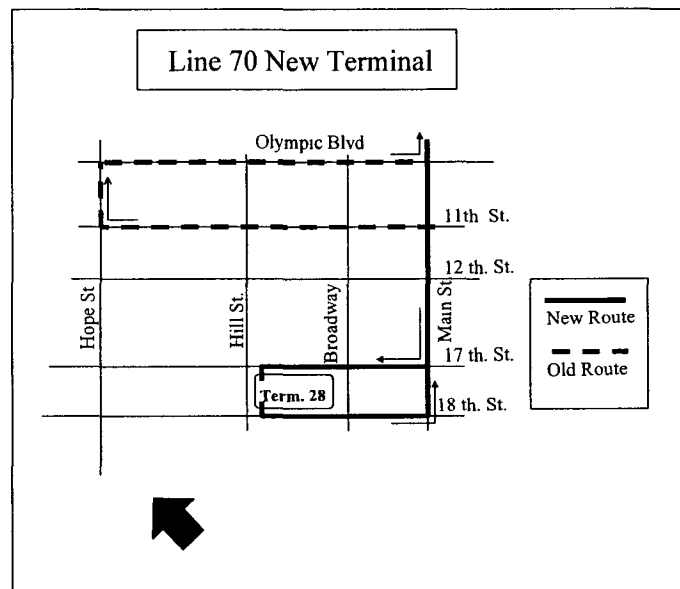 Line 70 New Terminal
Olympic Blvd
11th St.
12 th. St.
Hope St
Hill St.
Broadway
Main St.
17 th. St.
Term. 28
18 th. St.
New Route
Old Route